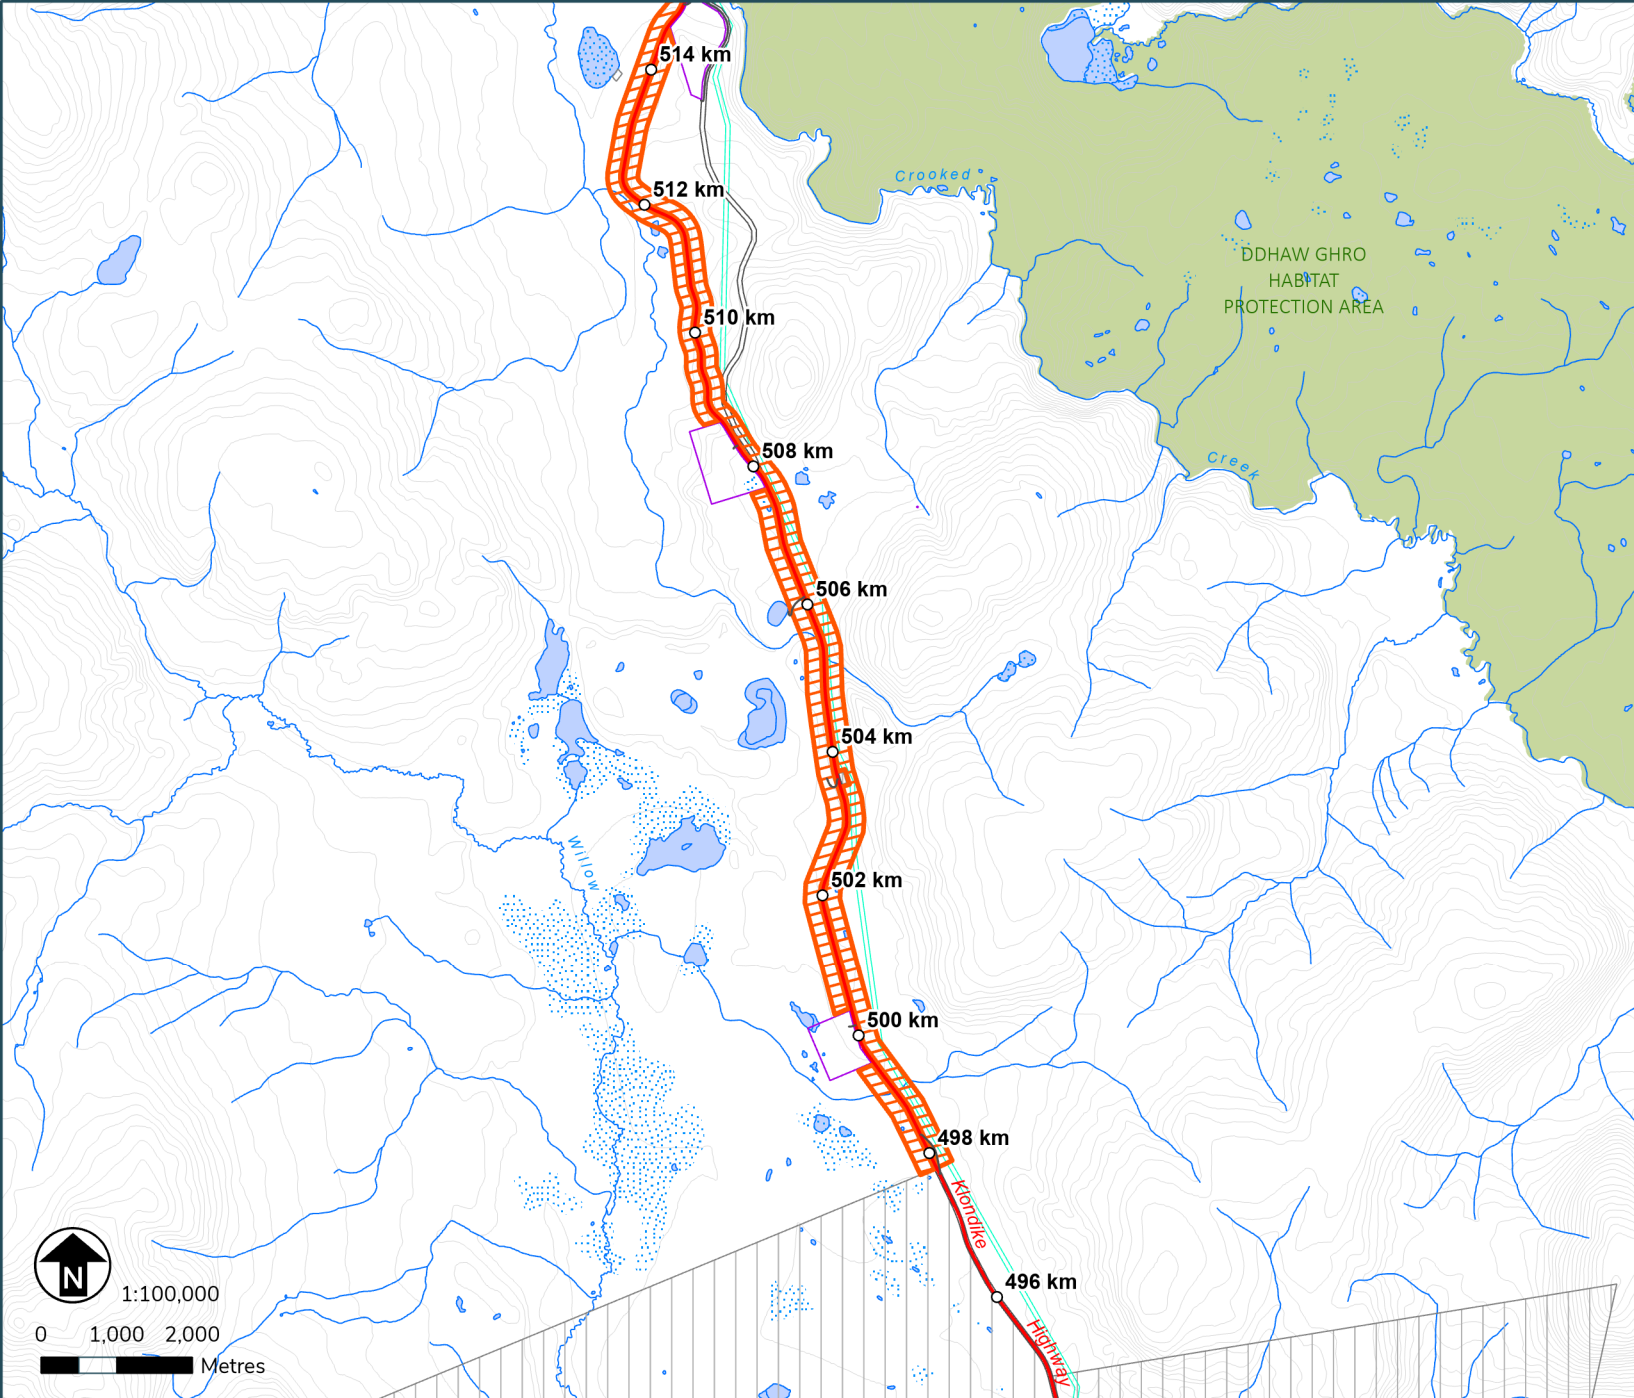 514 km
Crooked
512 km
DDHAW GHRO
HABITAT
PROTECTION AREA
510 km
508 km
Creek
506 km
504 km
Willow
502 km
500 km
498 km
Klondike
496 km
Highway
N
1:100,000
0 1,000 2,000
Metres